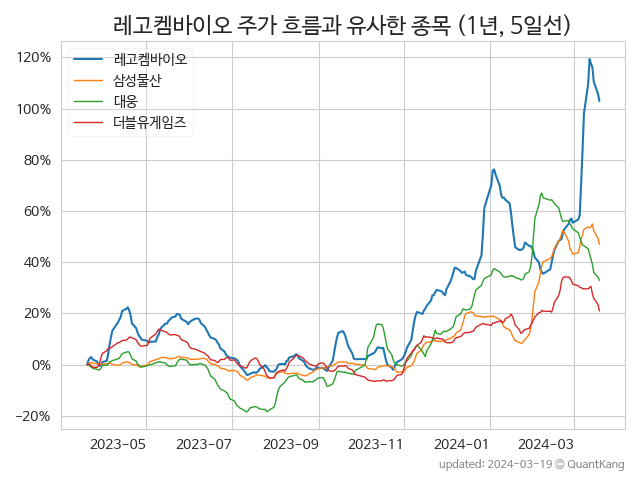 레고켐바이오 주가 흐름과 유사한 종목 (1년, 5일선)
레고켐바이오
삼성물산
대웅
더블유게임즈
120%
100%
80%
60%
40%
20%
0%
−20%
2023-05 2023-07 2023-09 2023-11 2024-01 2024-03
updated: 2024-03-19 © QuantKang